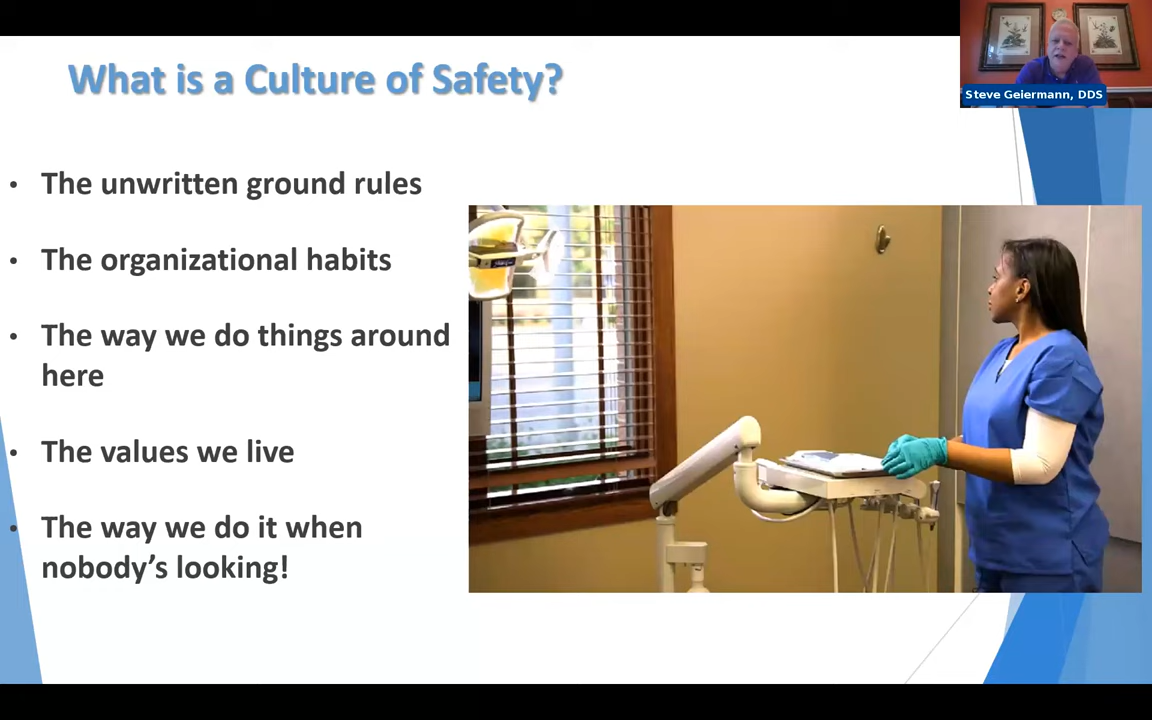 What is a Culture of Safety?
Steve Geiermann, DDS
• The unwritten ground rules
• The organizational habits
• The way we do things around
here
• The values we live
• The way we do it when
nobody's looking!